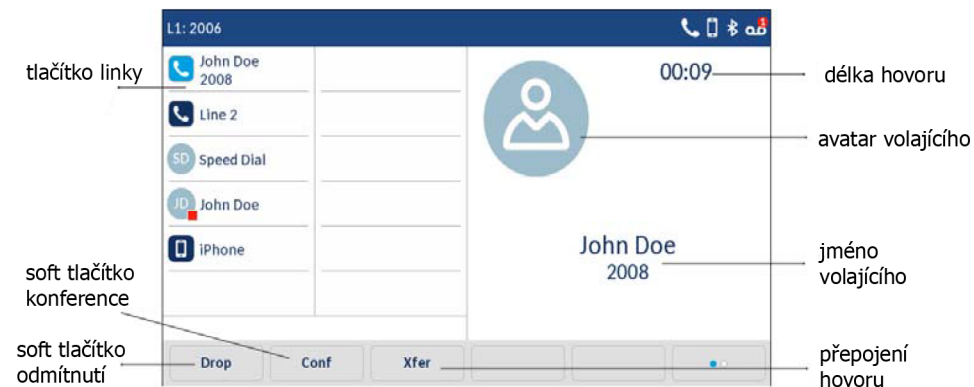 L1: 2006
1
tlačítko linky
John Doe
2008
00:09
délka hovoru
Line 2
avatar volajícího
SD Speed Dial
JD John Doe
iPhone
John Doe
2008
jméno
volajícího
soft tlačítko
konference
soft tlačítko
odmítnutí
Drop
Conf
Xfer
přepojení
hovoru